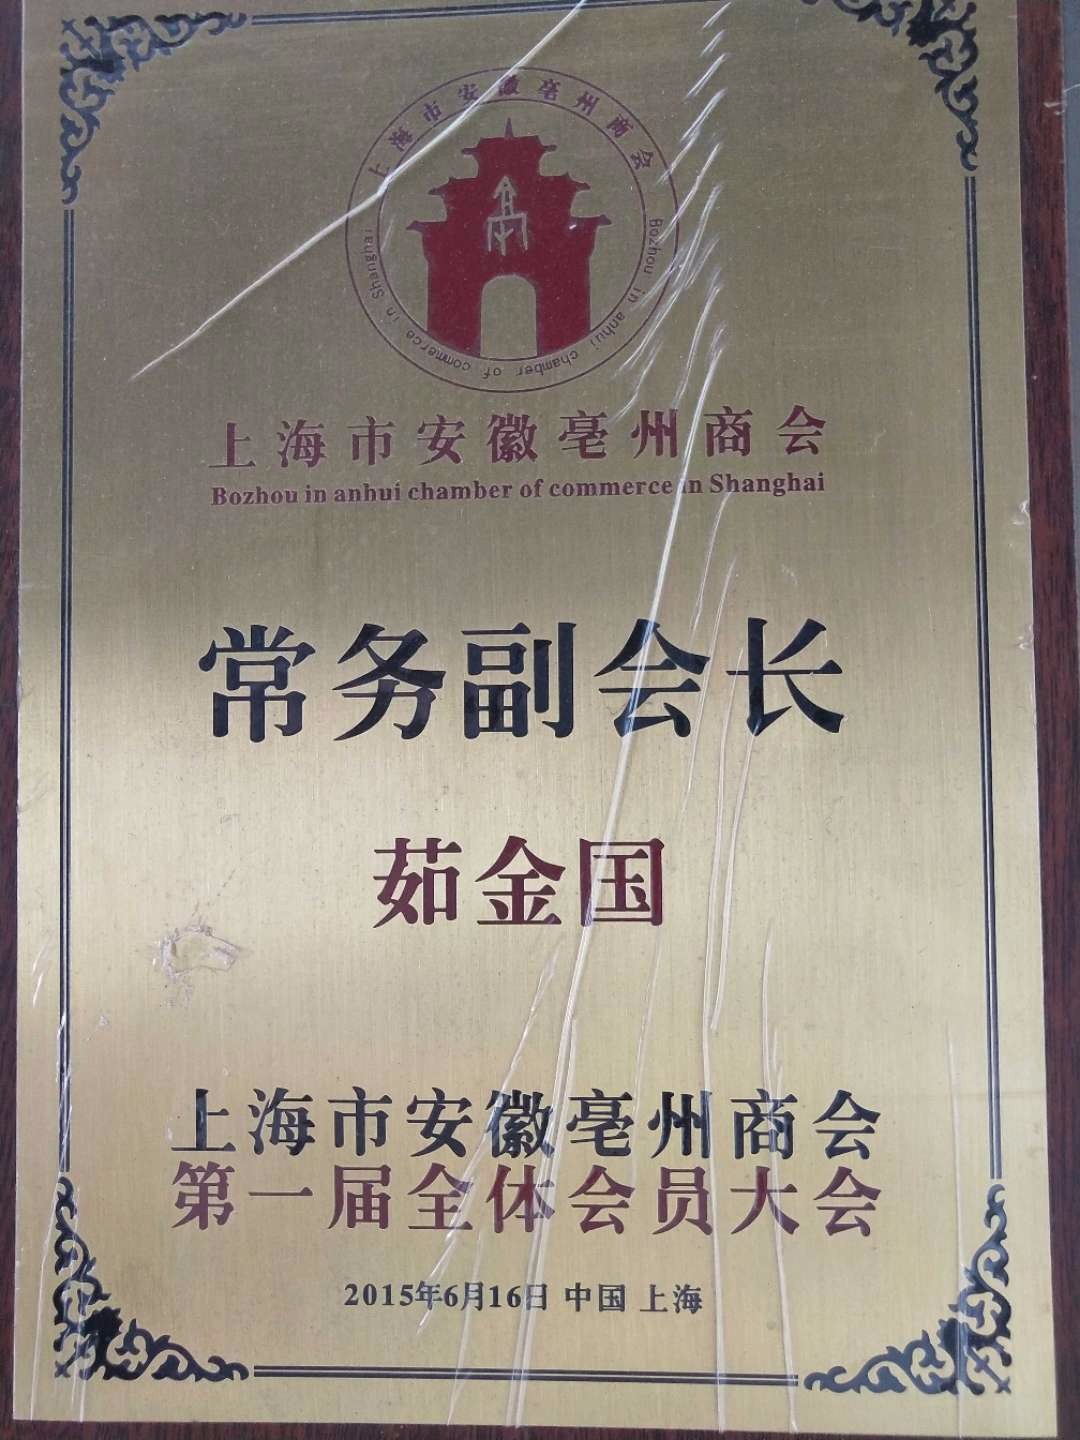 上海市安徽亳州商会
Bozhou in anhui chamber of commerce in Shanghai
上海市安徽亳州商会
Bozhou in anhui chamber of commerce in Shanghai
常务副会长
茹金国
上海市安徽亳州商会
第一届全体会员大会
2015年6月16日 中国 上海